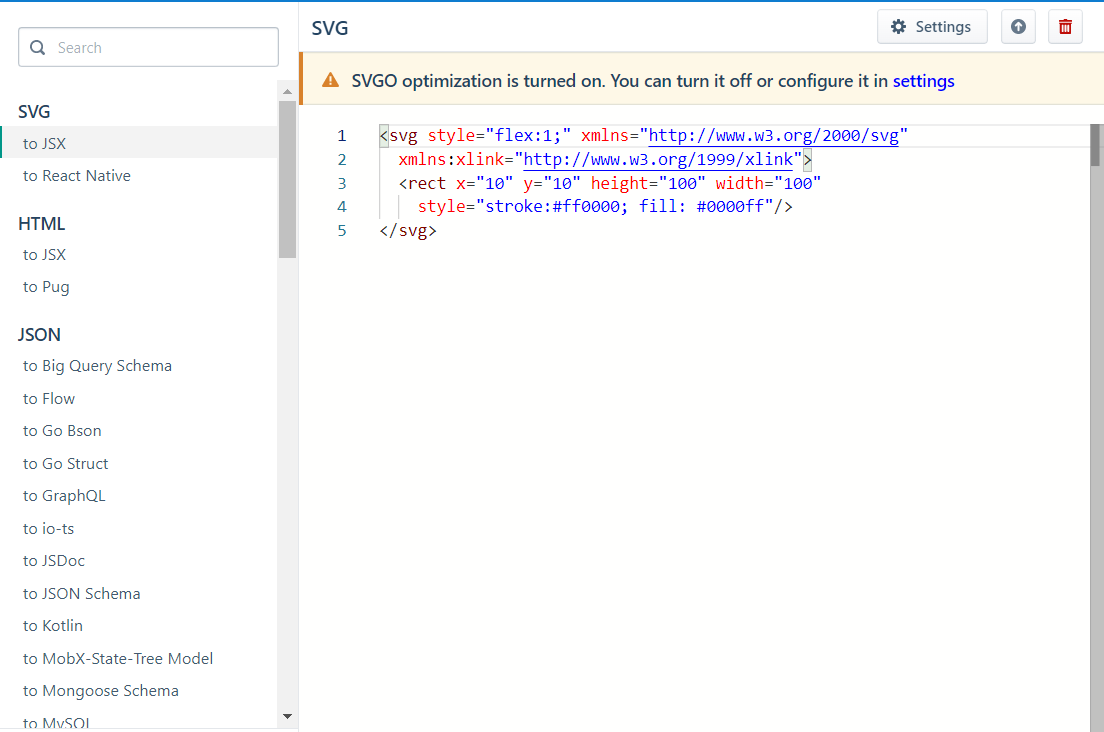 Search
SVG
to JSX
to React Native
HTML
to JSX
to Pug
JSON
to Big Query Schema
to Flow
to Go Bson
to Go Struct
to GraphQL
to io-ts
to JSDoc
to JSON Schema
to Kotlin
to MobX-State-Tree Model
to Mongoose Schema
to MySQL
SVG
Settings
SVGO optimization is turned on. You can turn it off or configure it in settings
1 <svg style="flex:1;" xmlns="http://www.w3.org/2000/svg"
2 xmlns:xlink="http://www.w3.org/1999/xlink">
3 <rect x="10" y="10" height="100" width="100"
4 style="stroke:#ff0000; fill: #0000ff"/>
5 </svg>